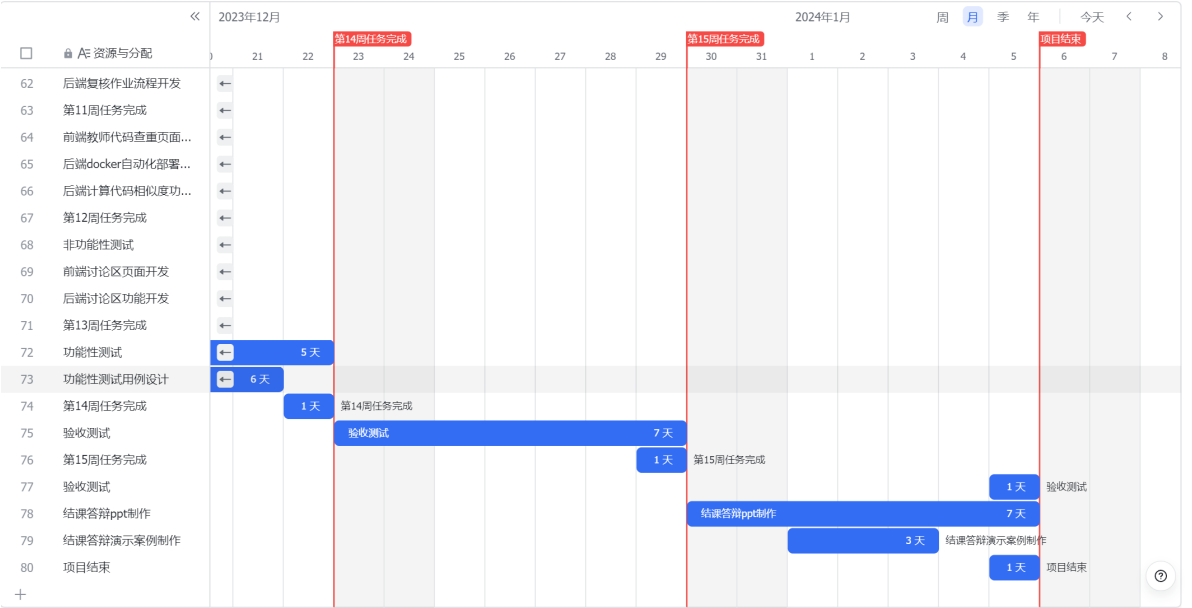 2023年12月 2024年1月 周 月 季 年 今天
第14周任务完成 第15周任务完成 项目结束
资源与分配 21 22 23 24 25 26 27 28 29 30 31 1 2 3 4 5 6 7 8
62 后端复核作业流程开发
63 第11周任务完成
64 前端教师代码查重页面...
65 后端docker自动化部署...
66 后端计算代码相似度功...
67 第12周任务完成
68 非功能性测试
69 前端讨论区页面开发
70 后端讨论区功能开发
71 第13周任务完成
72 功能性测试 5 天
73 功能性测试用例设计 6 天
74 第14周任务完成 1 天 第14周任务完成
75 验收测试 验收测试 7 天
76 第15周任务完成 1 天 第15周任务完成
77 验收测试 1 天 验收测试
78 结课答辩ppt制作 结课答辩ppt制作 7 天
79 结课答辩演示案例制作 3 天 结课答辩演示案例制作
80 项目结束 1 天 项目结束